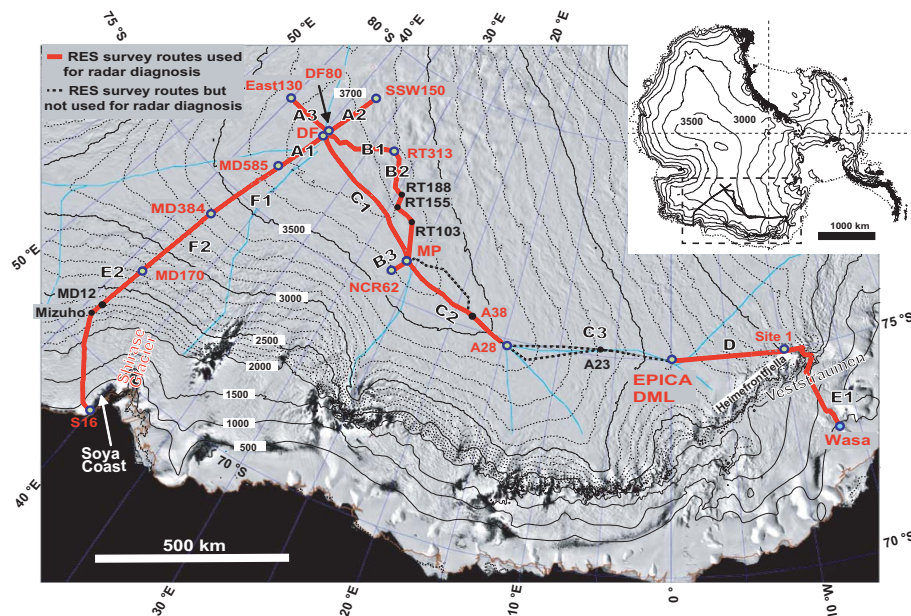 75 °S
50 °E
80 °S
40 °E
30 °E
20 °E
RES survey routes used
for radar diagnosis
RES survey routes but
not used for radar diagnosis
DF80
3700
East130
SSW150
A3
A2
DF
A1
B1
RT313
MD585
B2
RT188
RT155
F1
C1
MD384
RT103
3500
F2
MP
50 °E
B3
E2
MD170
NCR62
MD12
3000
Mizuho
C2
A38
2500
A28
C3
A23
2000
D
Site 1
75 °S
EPICA
DML
Heimefrontfjella
Veststraumen
Shirase
Glacier
1500
E1
S16
1000
Wasa
Soya
Coast
500
70 °S
40 °E
500 km
70 °S
30 °E
20 °E
10 °E
0
10 °W
3500
3000
1000 km